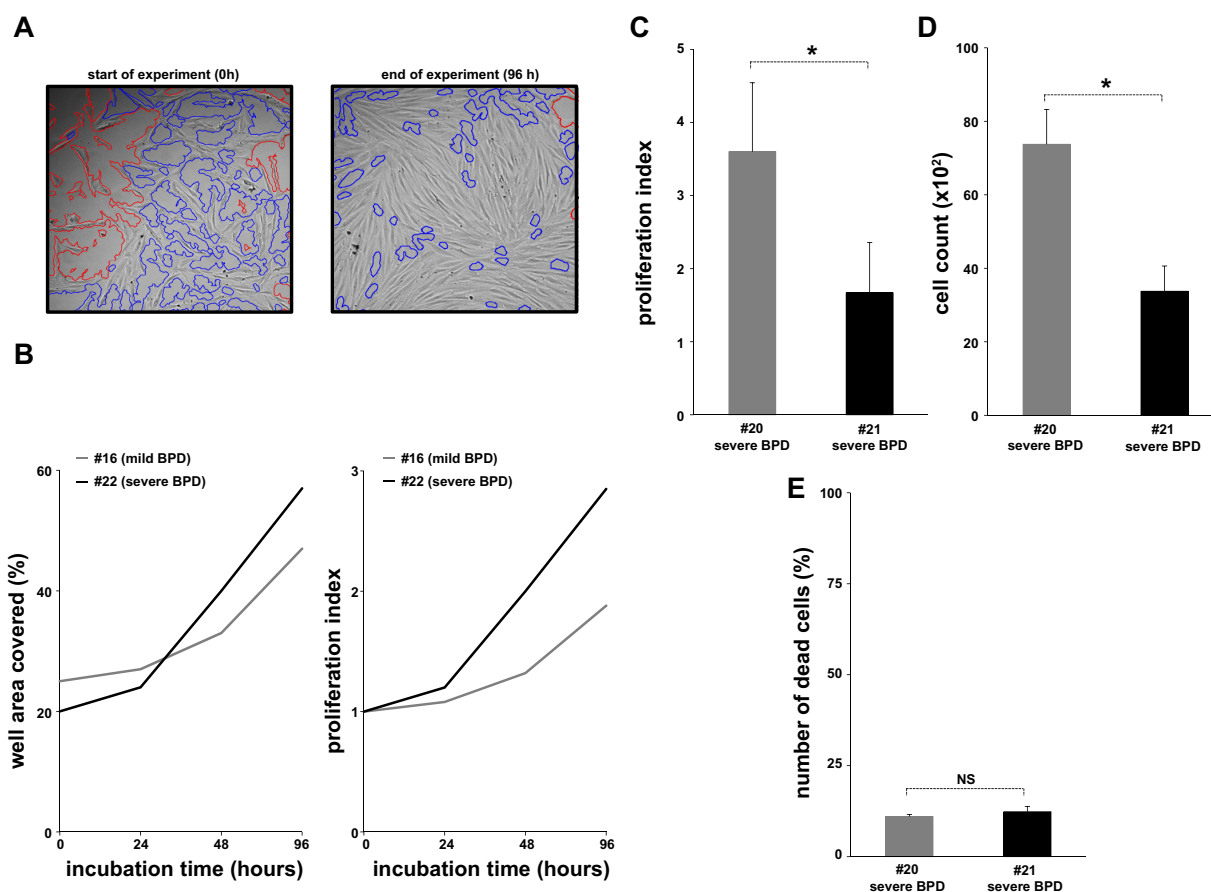 A
start of experiment (0h)
end of experiment (96 h)
B
#16 (mild BPD)
#22 (severe BPD)
well area covered (%)
60
40
20
0
0
24
48
96
incubation time (hours)
#16 (mild BPD)
#22 (severe BPD)
proliferation index
3
2
1
0
0
24
48
96
incubation time (hours)
C
proliferation index
5
4
3
2
1
0
*
#20
severe BPD
#21
severe BPD
D
cell count (x10²)
100
80
60
40
20
0
*
#20
severe BPD
#21
severe BPD
E
number of dead cells (%)
100
75
50
25
0
NS
#20
severe BPD
#21
severe BPD